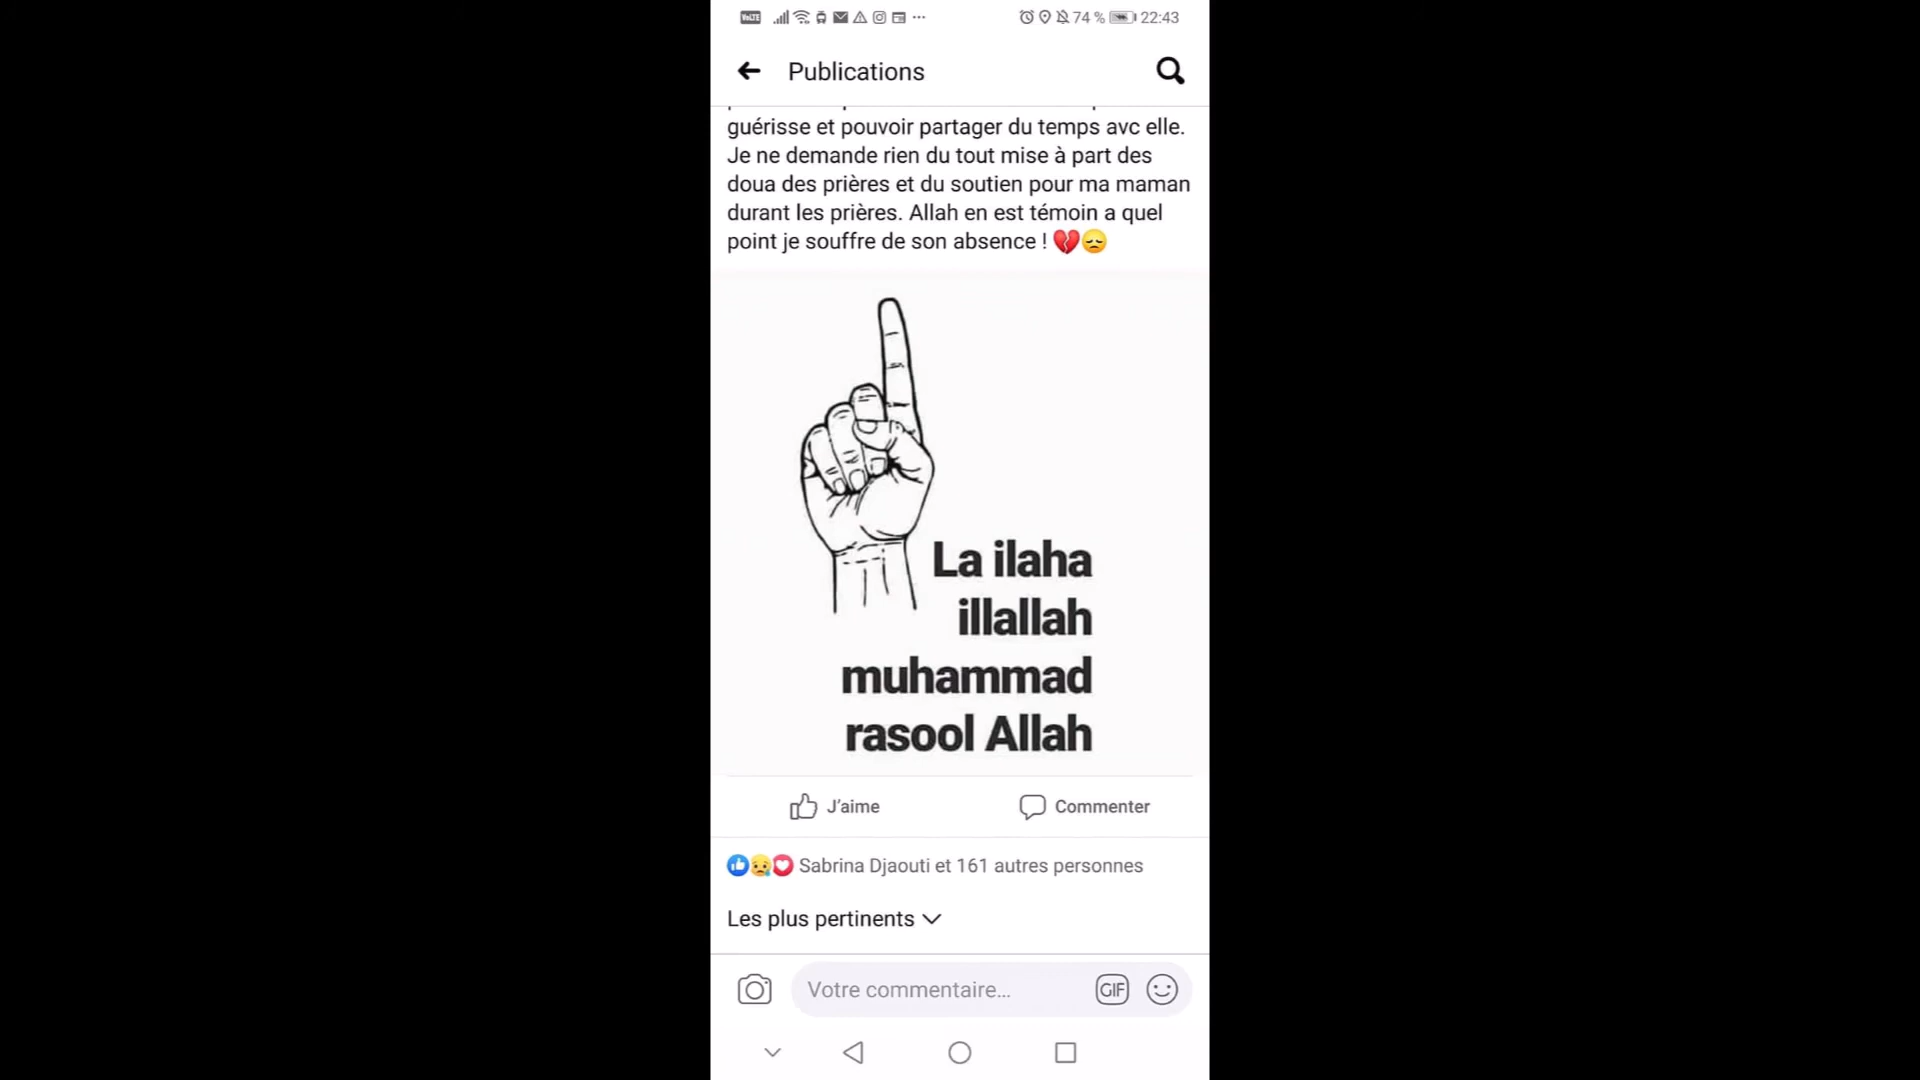 VoLTE 74 % 22:43
Publications
guérisse et pouvoir partager du temps avc elle.
Je ne demande rien du tout mise à part des
doua des prières et du soutien pour ma maman
durant les prières. Allah en est témoin a quel
point je souffre de son absence ! 💔😞
La ilaha
illallah
muhammad
rasool Allah
J'aime Commenter
Sabrina Djaouti et 161 autres personnes
Les plus pertinents
Votre commentaire... GIF